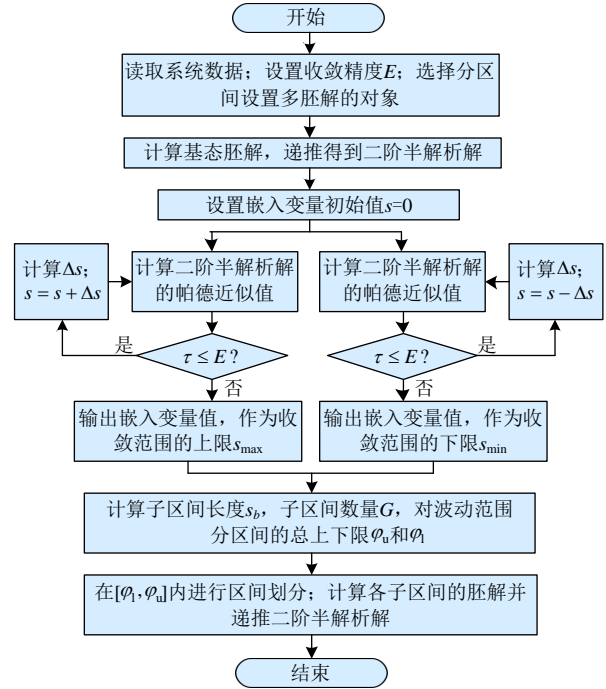 开始
读取系统数据；设置收敛精度E；选择分区
间设置多胚解的对象
计算基态胚解，递推得到二阶半解析解
设置嵌入变量初始值s=0
计算Δs；
s = s + Δs
计算二阶半解析解
的帕德近似值
计算二阶半解析解
的帕德近似值
计算Δs；
s = s − Δs
是
τ ≤ E？
否
τ ≤ E？
是
否
输出嵌入变量值，作为收
敛范围的上限smax
输出嵌入变量值，作为收
敛范围的下限smin
计算子区间长度sb，子区间数量G，对波动范围
分区间的总上下限φu和φl
在[φl,φu]内进行区间划分；计算各子区间的胚解并
递推二阶半解析解
结束